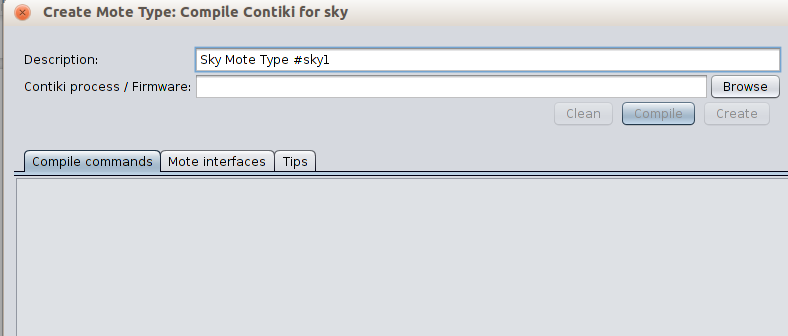 Create Mote Type: Compile Contiki for sky
Description: Sky Mote Type #sky1
Contiki process / Firmware: Browse
Clean Compile Create
Compile commands Mote interfaces Tips